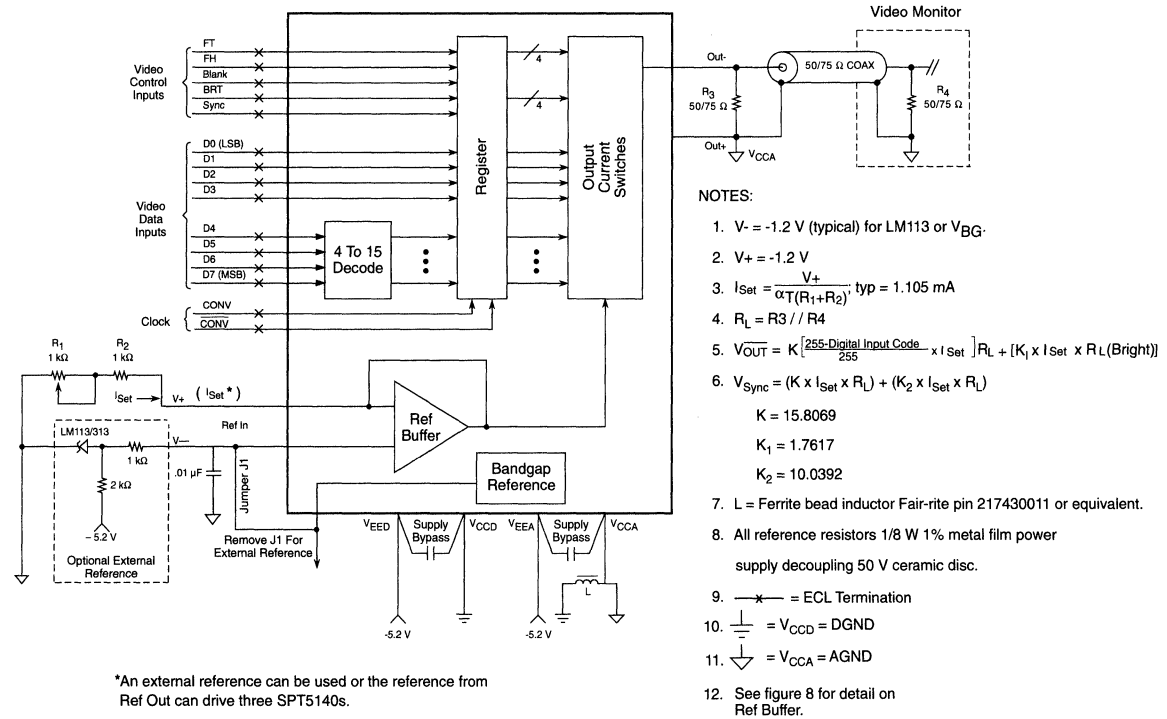 Video Monitor
Video
Control
Inputs
FT
FH
Blank
BRT
Sync
Video
Data
Inputs
D0 (LSB)
D1
D2
D3
D4
D5
D6
D7 (MSB)
Clock
CONV
CONV
4 To 15
Decode
Register
4
4
Output
Current
Switches
Out-
R3
50/75 Ω
50/75 Ω COAX
R4
50/75 Ω
Out+
VCCA
R1
1 kΩ
R2
1 kΩ
ISet
V+
( ISet*)
Ref
Buffer
LM113/313
V—
Ref In
1 kΩ
.01 µF
Jumper J1
2 kΩ
– 5.2 V
Optional External
Reference
Remove J1 For
External Reference
Bandgap
Reference
VEED
Supply
Bypass
VCCD
VEEA
Supply
Bypass
VCCA
L
-5.2 V
-5.2 V
*An external reference can be used or the reference from
Ref Out can drive three SPT5140s.
NOTES:
1. V- = -1.2 V (typical) for LM113 or VBG.
2. V+ = -1.2 V
3. ISet = V+ / αT(R1+R2); typ = 1.105 mA
4. RL = R3 // R4
5. VOUT = K [ 255-Digital Input Code / 255 x ISet ] RL + [KI x ISet x RL(Bright)]
6. VSync = (K x ISet x RL) + (K2 x ISet x RL)
K = 15.8069
K1 = 1.7617
K2 = 10.0392
7. L = Ferrite bead inductor Fair-rite pin 217430011 or equivalent.
8. All reference resistors 1/8 W 1% metal film power
supply decoupling 50 V ceramic disc.
9. = ECL Termination
10. = VCCD = DGND
11. = VCCA = AGND
12. See figure 8 for detail on
Ref Buffer.